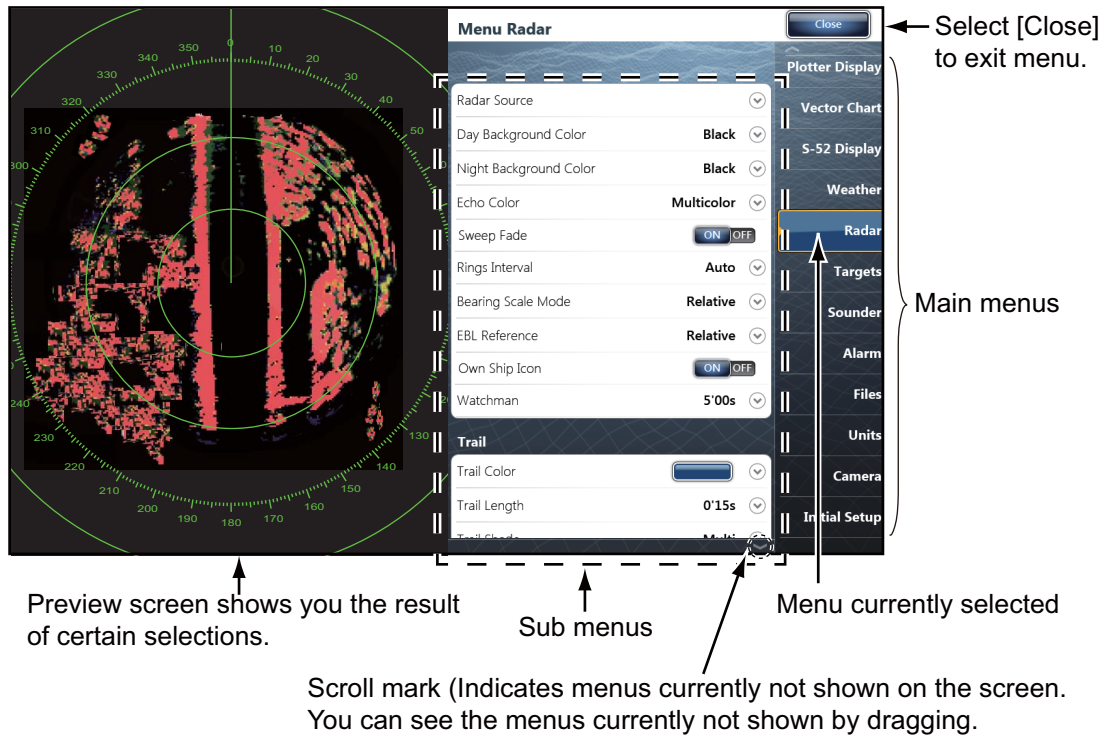 Menu Radar
Close
Select [Close]
to exit menu.
Plotter Display
Vector Chart
S-52 Display
Weather
Radar
Targets
Sounder
Alarm
Files
Units
Camera
Initial Setup
Main menus
Radar Source
Day Background Color Black
Night Background Color Black
Echo Color Multicolor
Sweep Fade ON OFF
Rings Interval Auto
Bearing Scale Mode Relative
EBL Reference Relative
Own Ship Icon ON OFF
Watchman 5'00s
Trail
Trail Color
Trail Length 0'15s
Trail Shade Multi
0
10
20
30
40
50
130
140
150
160
170
180
190
200
210
220
230
240
300
310
320
330
350
Preview screen shows you the result
of certain selections.
Sub menus
Menu currently selected
Scroll mark (Indicates menus currently not shown on the screen.
You can see the menus currently not shown by dragging.